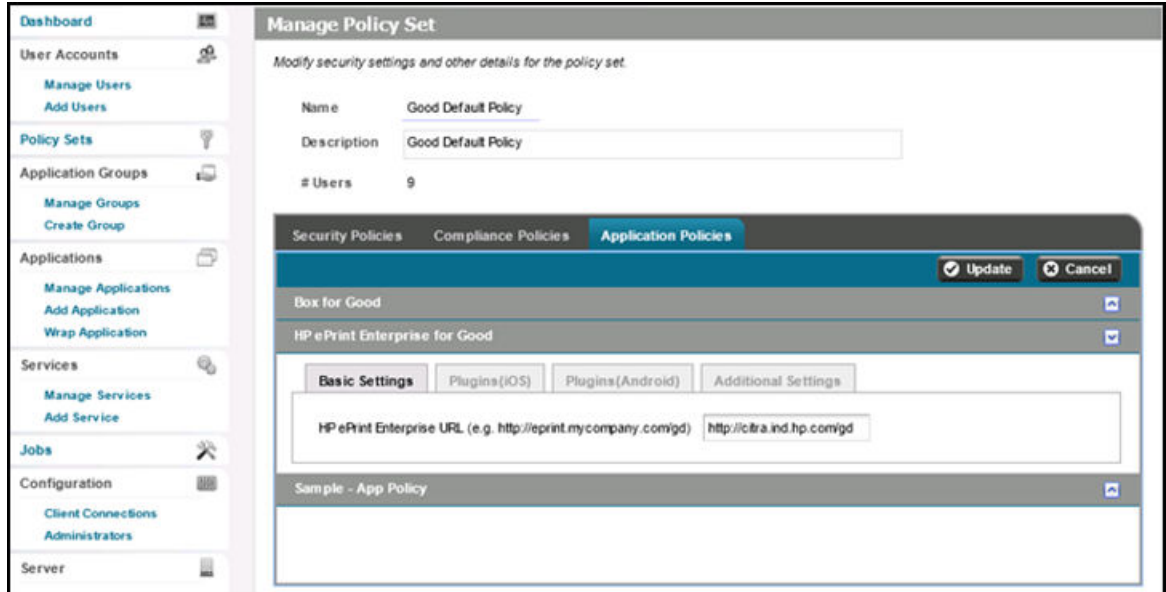 Dashboard
User Accounts
Manage Users
Add Users
Policy Sets
Application Groups
Manage Groups
Create Group
Applications
Manage Applications
Add Application
Wrap Application
Services
Manage Services
Add Service
Jobs
Configuration
Client Connections
Administrators
Server
Manage Policy Set
Modify security settings and other details for the policy set.
Name Good Default Policy
Description Good Default Policy
# Users 9
Security Policies Compliance Policies Application Policies
Update Cancel
Box for Good
HP ePrint Enterprise for Good
Basic Settings Plugins(iOS) Plugins(Android) Additional Settings
HP ePrint Enterprise URL (e.g. http://eprint.mycompany.com/gd) http://citra.ind.hp.com/gd
Sample - App Policy